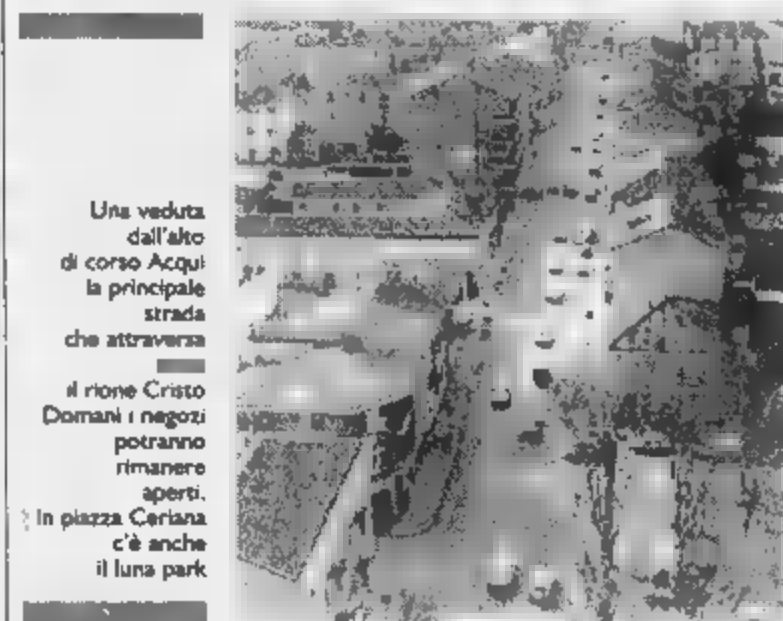 Una veduta
dall'alto
di corso Acqui
la principale
strada
che attraversa
il rione Cristo
Domani i negozi
potranno
rimanere
aperti.
In piazza Ceriana
c'è anche
il luna park